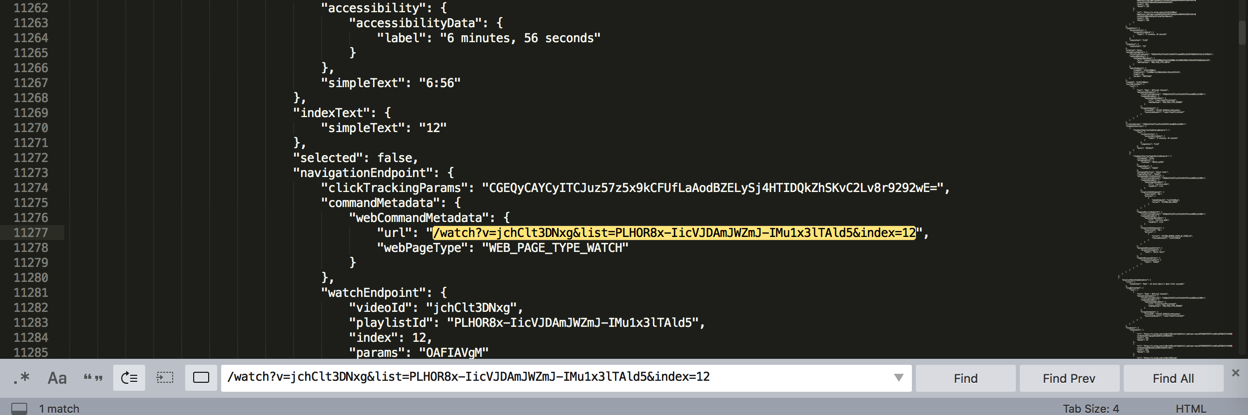 11262 "accessibility": {
11263 "accessibilityData": {
11264 "label": "6 minutes, 56 seconds"
11265 }
11266 },
11267 "simpleText": "6:56"
11268 },
11269 "indexText": {
11270 "simpleText": "12"
11271 },
11272 "selected": false,
11273 "navigationEndpoint": {
11274 "clickTrackingParams": "CGEQyCAYCyITCJuz57z5x9kCFUfLaAodBZELySj4HTIDQkZhSKvC2Lv8r9292wE=",
11275 "commandMetadata": {
11276 "webCommandMetadata": {
11277 "url": "/watch?v=jchClt3DNxg&list=PLHOR8x-IicVJDAmJWZmJ-IMu1x3lTAld5&index=12",
11278 "webPageType": "WEB_PAGE_TYPE_WATCH"
11279 }
11280 },
11281 "watchEndpoint": {
11282 "videoId": "jchClt3DNxg",
11283 "playlistId": "PLHOR8x-IicVJDAmJWZmJ-IMu1x3lTAld5",
11284 "index": 12,
11285 "params": "OAFIAVgM"
.* Aa “” /watch?v=jchClt3DNxg&list=PLHOR8x-IicVJDAmJWZmJ-IMu1x3lTAld5&index=12 Find Find Prev Find All
1 match Tab Size: 4 HTML